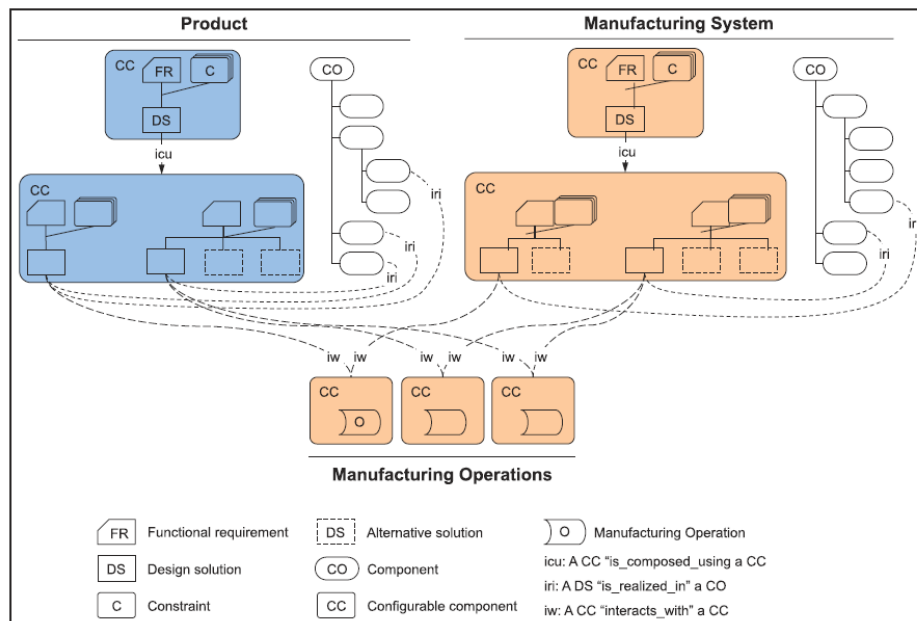 Product
Manufacturing System
CC
FR
C
DS
icu
CO
CC
FR
C
DS
icu
CO
CC
iri
iri
iri
CC
iri
iri
iw
iw
iw
iw
iw
iw
CC
O
CC
CC
Manufacturing Operations
FR Functional requirement
DS Alternative solution
O Manufacturing Operation
DS Design solution
CO Component
icu: A CC “is_composed_using a CC
iri: A DS “is_realized_in” a CO
C Constraint
CC Configurable component
iw: A CC “interacts_with” a CC